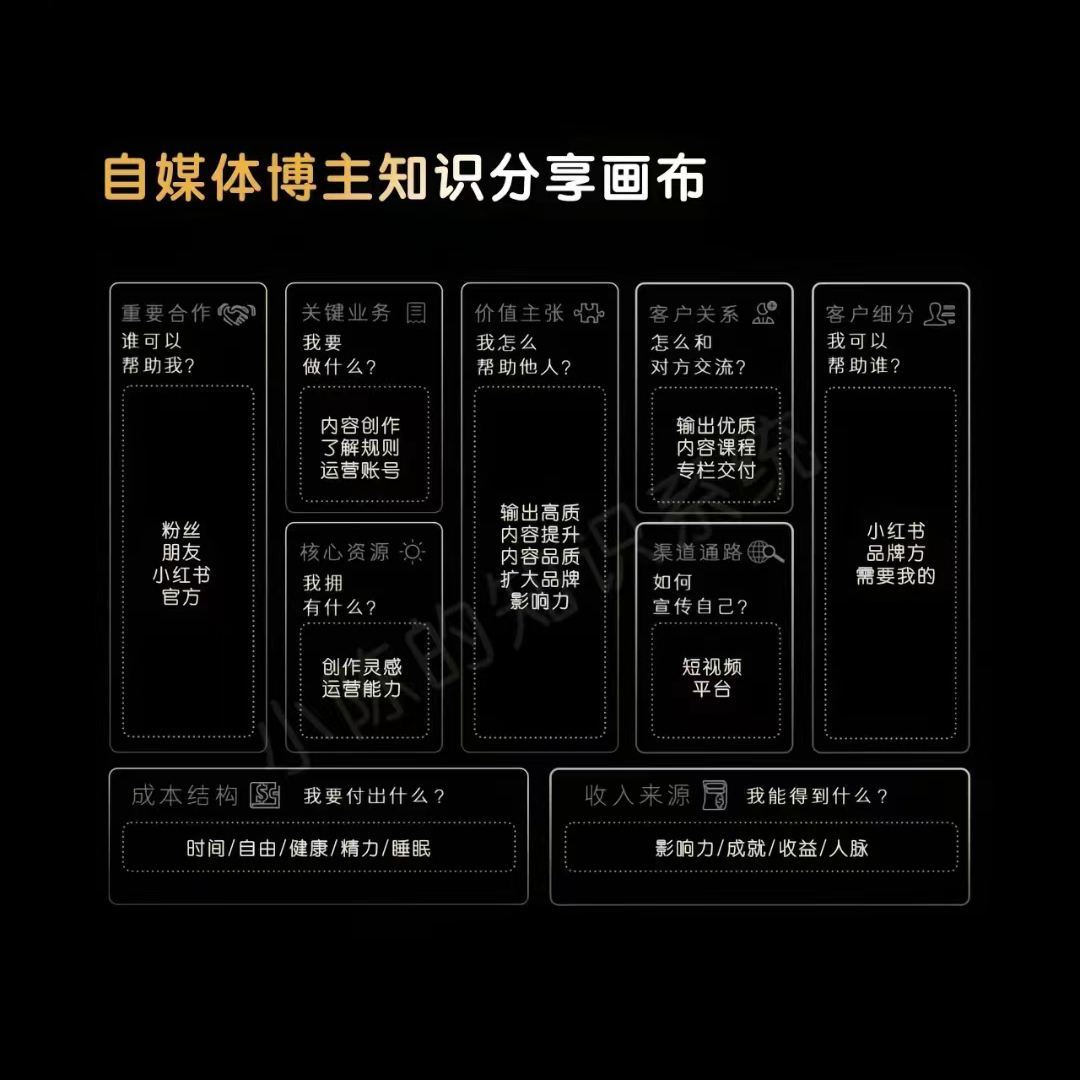 自媒体博主知识分享画布
重要合作
谁可以
帮助我？
粉丝
朋友
小红书
官方
关键业务
我要
做什么？
内容创作
了解规则
运营账号
核心资源
我拥
有什么？
创作灵感
运营能力
价值主张
我怎么
帮助他人？
输出高质
内容提升
内容品质
扩大品牌
影响力
客户关系
怎么和
对方交流？
输出优质
内容课程
专栏交付
渠道通路
如何
宣传自己？
短视频
平台
客户细分
我可以
帮助谁？
小红书
品牌方
需要我的
成本结构 我要付出什么？
时间/自由/健康/精力/睡眠
收入来源 我能得到什么？
影响力/成就/收益/人脉
小陈的知识系统